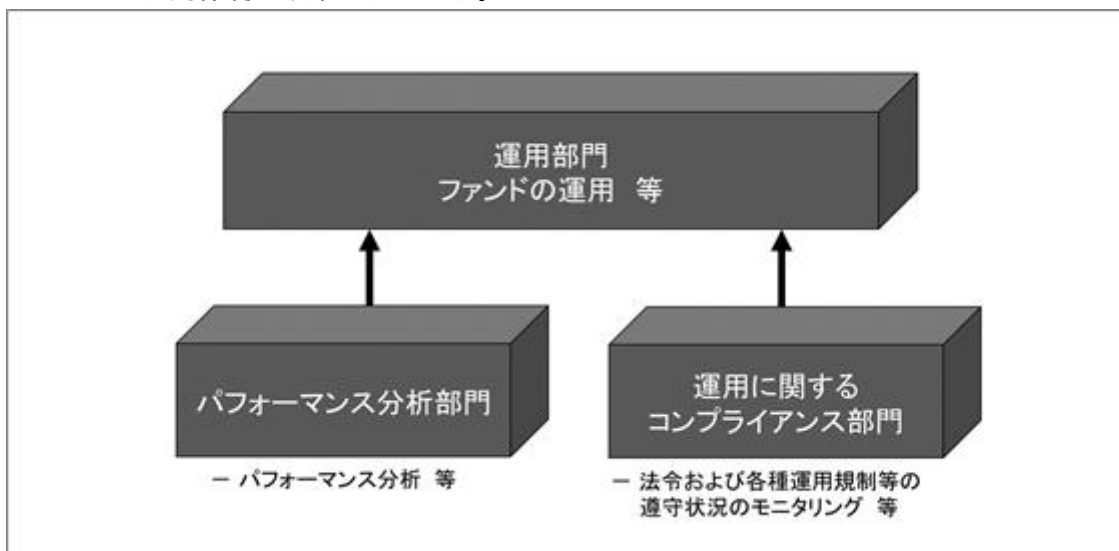 運用部門
ファンドの運用 等
パフォーマンス分析部門
- パフォーマンス分析 等
運用に関する
コンプライアンス部門
- 法令および各種運用規制等の
遵守状況のモニタリング 等